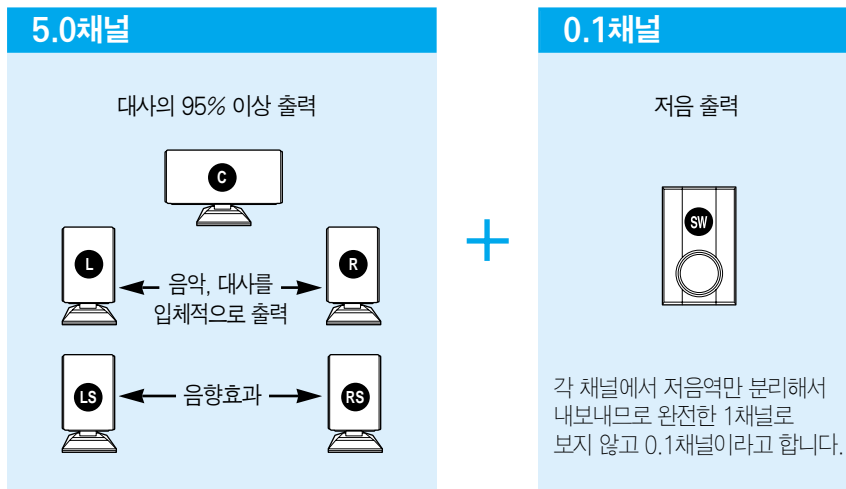 5.0채널
대사의 95% 이상 출력
C
L
R
음악, 대사를
입체적으로 출력
LS
음향효과
RS
0.1채널
저음 출력
SW
각 채널에서 저음역만 분리해서
내보내므로 완전한 1채널로
보지 않고 0.1채널이라고 합니다.